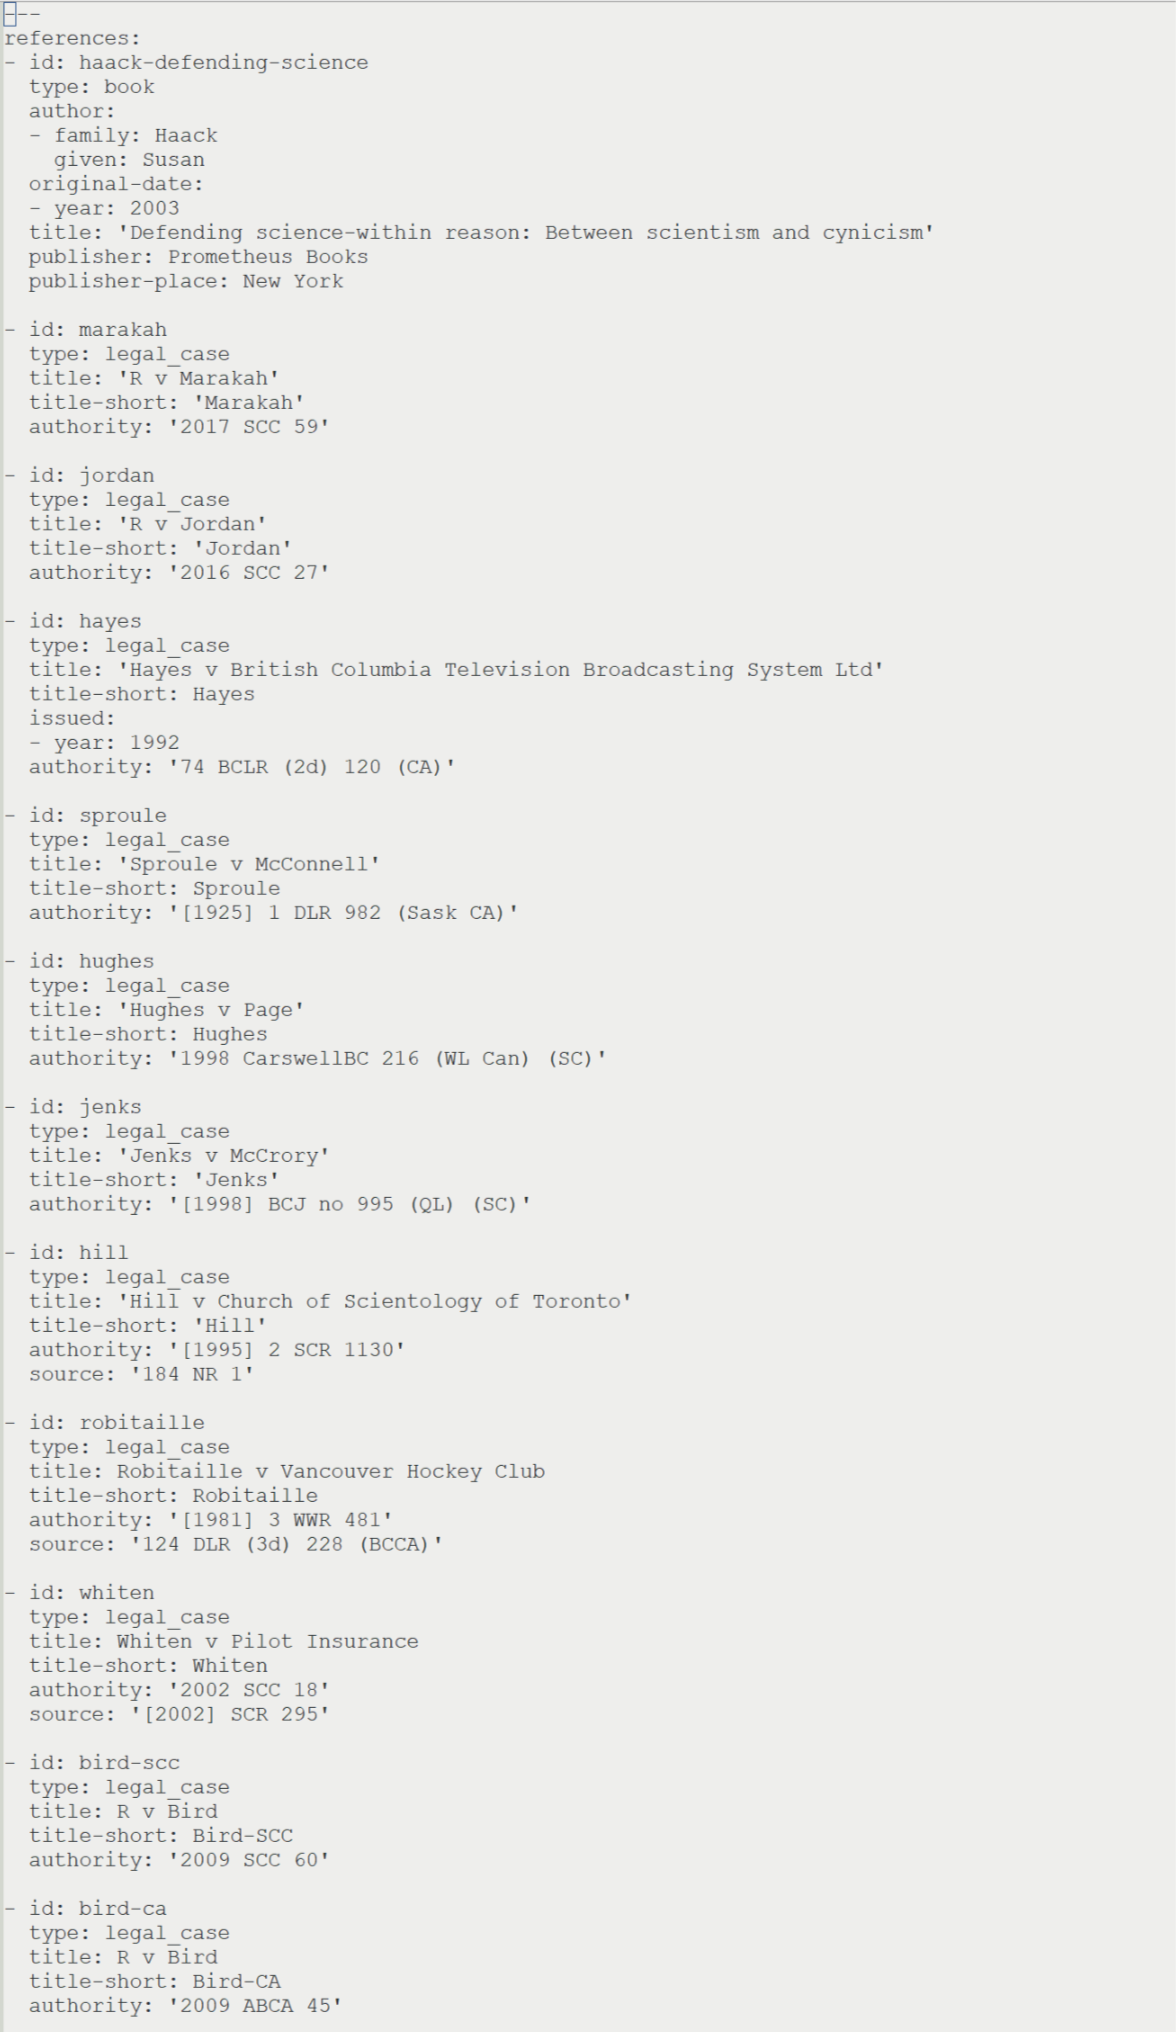 ---
references:
- id: haack-defending-science
  type: book
  author:
  - family: Haack
    given: Susan
  original-date:
  - year: 2003
  title: 'Defending science-within reason: Between scientism and cynicism'
  publisher: Prometheus Books
  publisher-place: New York

- id: marakah
  type: legal_case
  title: 'R v Marakah'
  title-short: 'Marakah'
  authority: '2017 SCC 59'

- id: jordan
  type: legal_case
  title: 'R v Jordan'
  title-short: 'Jordan'
  authority: '2016 SCC 27'

- id: hayes
  type: legal_case
  title: 'Hayes v British Columbia Television Broadcasting System Ltd'
  title-short: Hayes
  issued:
  - year: 1992
  authority: '74 BCLR (2d) 120 (CA)'

- id: sproule
  type: legal_case
  title: 'Sproule v McConnell'
  title-short: Sproule
  authority: '[1925] 1 DLR 982 (Sask CA)'

- id: hughes
  type: legal_case
  title: 'Hughes v Page'
  title-short: Hughes
  authority: '1998 CarswellBC 216 (WL Can) (SC)'

- id: jenks
  type: legal_case
  title: 'Jenks v McCrory'
  title-short: 'Jenks'
  authority: '[1998] BCJ no 995 (QL) (SC)'

- id: hill
  type: legal_case
  title: 'Hill v Church of Scientology of Toronto'
  title-short: 'Hill'
  authority: '[1995] 2 SCR 1130'
  source: '184 NR 1'

- id: robitaille
  type: legal_case
  title: Robitaille v Vancouver Hockey Club
  title-short: Robitaille
  authority: '[1981] 3 WWR 481'
  source: '124 DLR (3d) 228 (BCCA)'

- id: whiten
  type: legal_case
  title: Whiten v Pilot Insurance
  title-short: Whiten
  authority: '2002 SCC 18'
  source: '[2002] SCR 295'

- id: bird-scc
  type: legal_case
  title: R v Bird
  title-short: Bird-SCC
  authority: '2009 SCC 60'

- id: bird-ca
  type: legal_case
  title: R v Bird
  title-short: Bird-CA
  authority: '2009 ABCA 45'